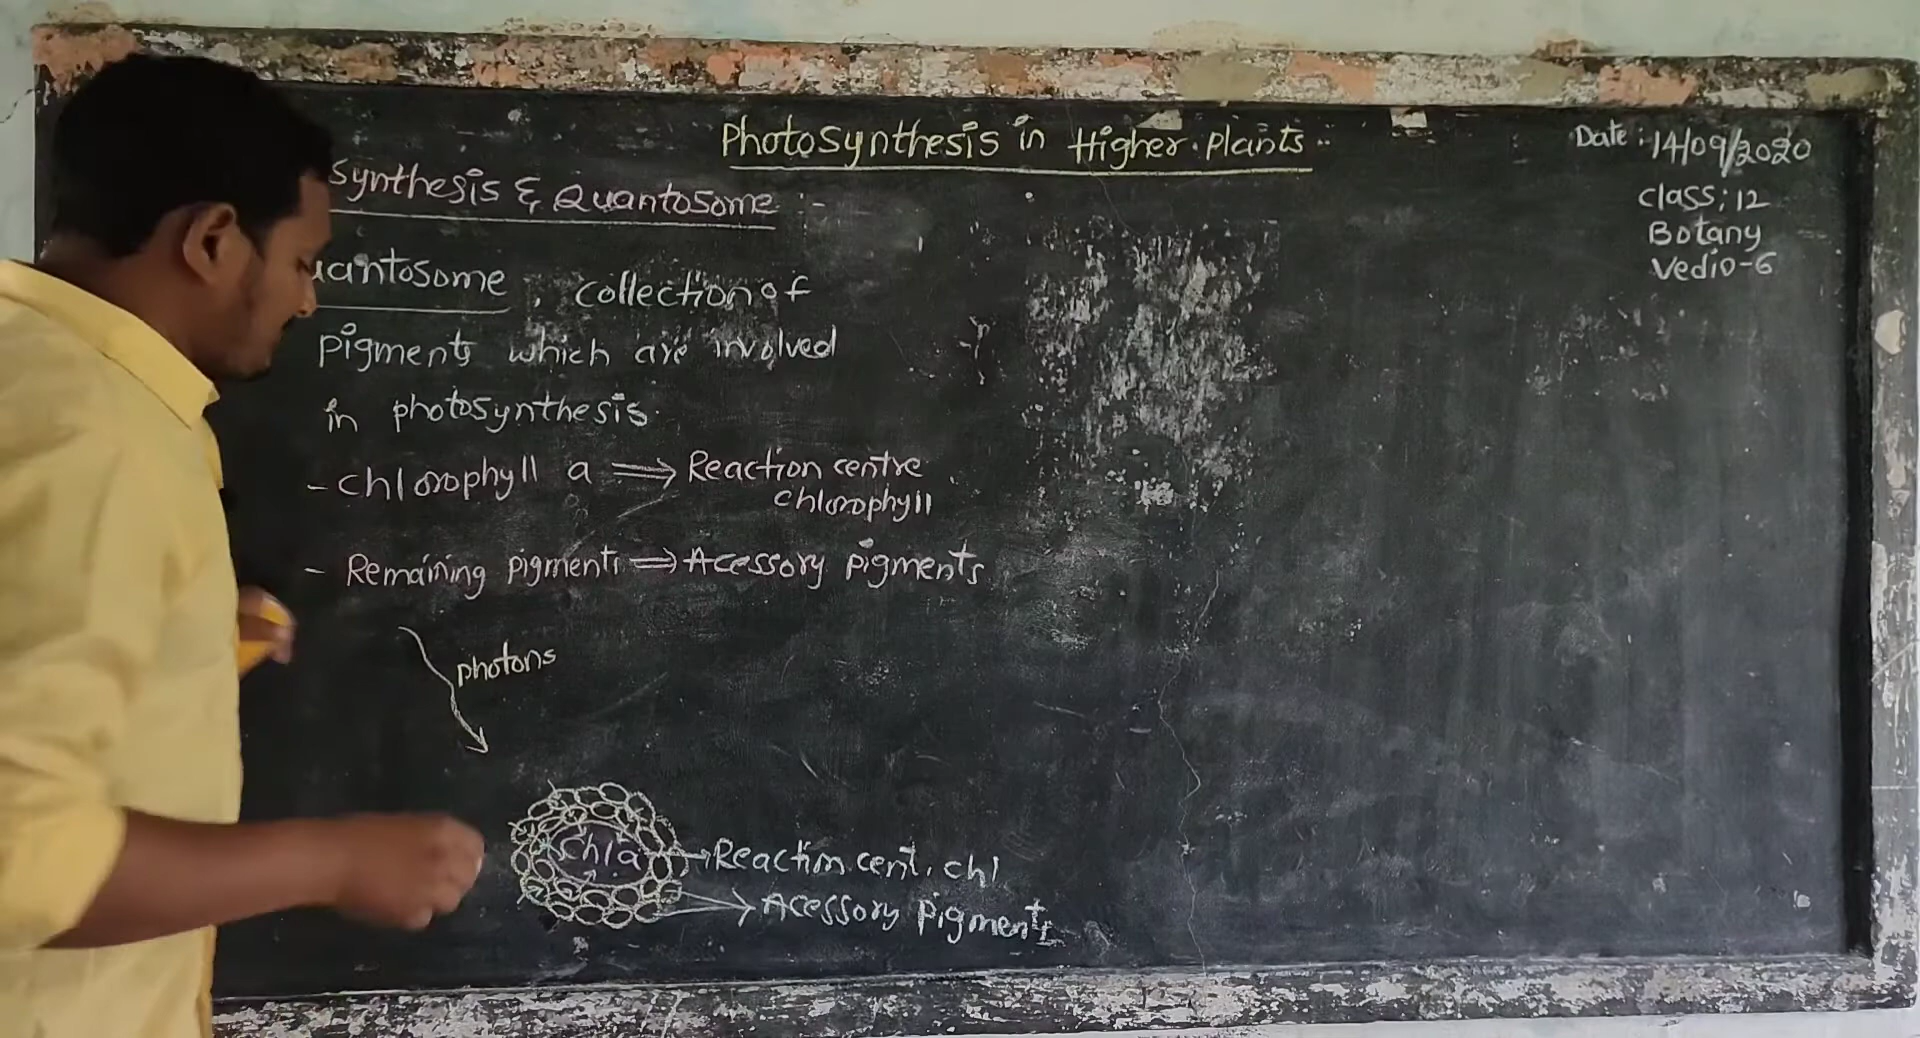 Photosynthesis in Higher Plants
Date: 14/09/2020
class: 12
Botany
Vedio-6
synthesis & Quantosome :-
uantosome, collection of
pigments which are involved
in photosynthesis.
- chlorophyll a ⟹ Reaction centre
chlorophyll
- Remaining pigments ⟹ Acessory pigments
photons
Chl a
Reaction. cent. chl
Acessory pigments